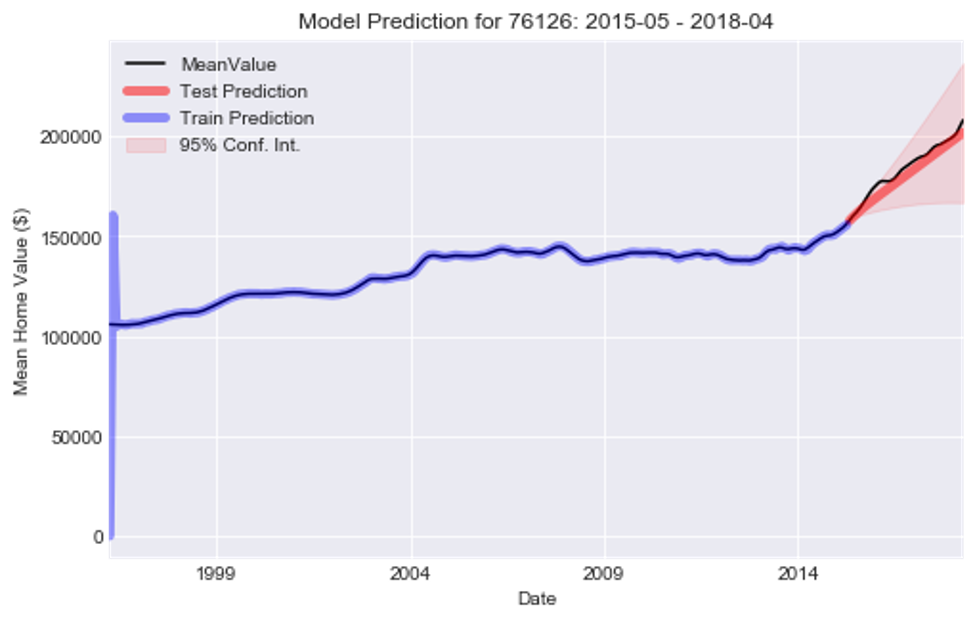 Model Prediction for 76126: 2015-05 - 2018-04
MeanValue
Test Prediction
Train Prediction
95% Conf. Int.
Mean Home Value ($)
200000
150000
100000
50000
0
1999 2004 2009 2014
Date